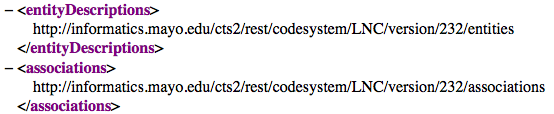 – <entityDescriptions>
http://informatics.mayo.edu/cts2/rest/codesystem/LNC/version/232/entities
</entityDescriptions>
– <associations>
http://informatics.mayo.edu/cts2/rest/codesystem/LNC/version/232/associations
</associations>